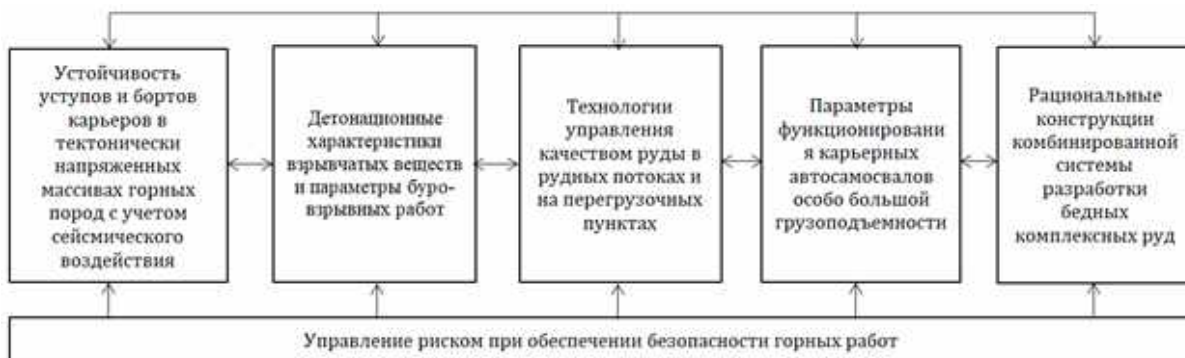 Устойчивость
уступов и бортов
карьеров в
тектонически
напряженных
массивах горных
пород с учетом
сейсмического
воздействия
Детонационные
характеристики
взрывчатых веществ
и параметры буро-
взрывных работ
Технологии
управления
качеством руды в
рудных потоках и
на перегрузочных
пунктах
Параметры
функционировани
я карьерных
автосамосвалов
особо большой
грузоподъемности
Рациональные
конструкции
комбинированной
системы
разработки
бедных
комплексных руд
Управление риском при обеспечении безопасности горных работ